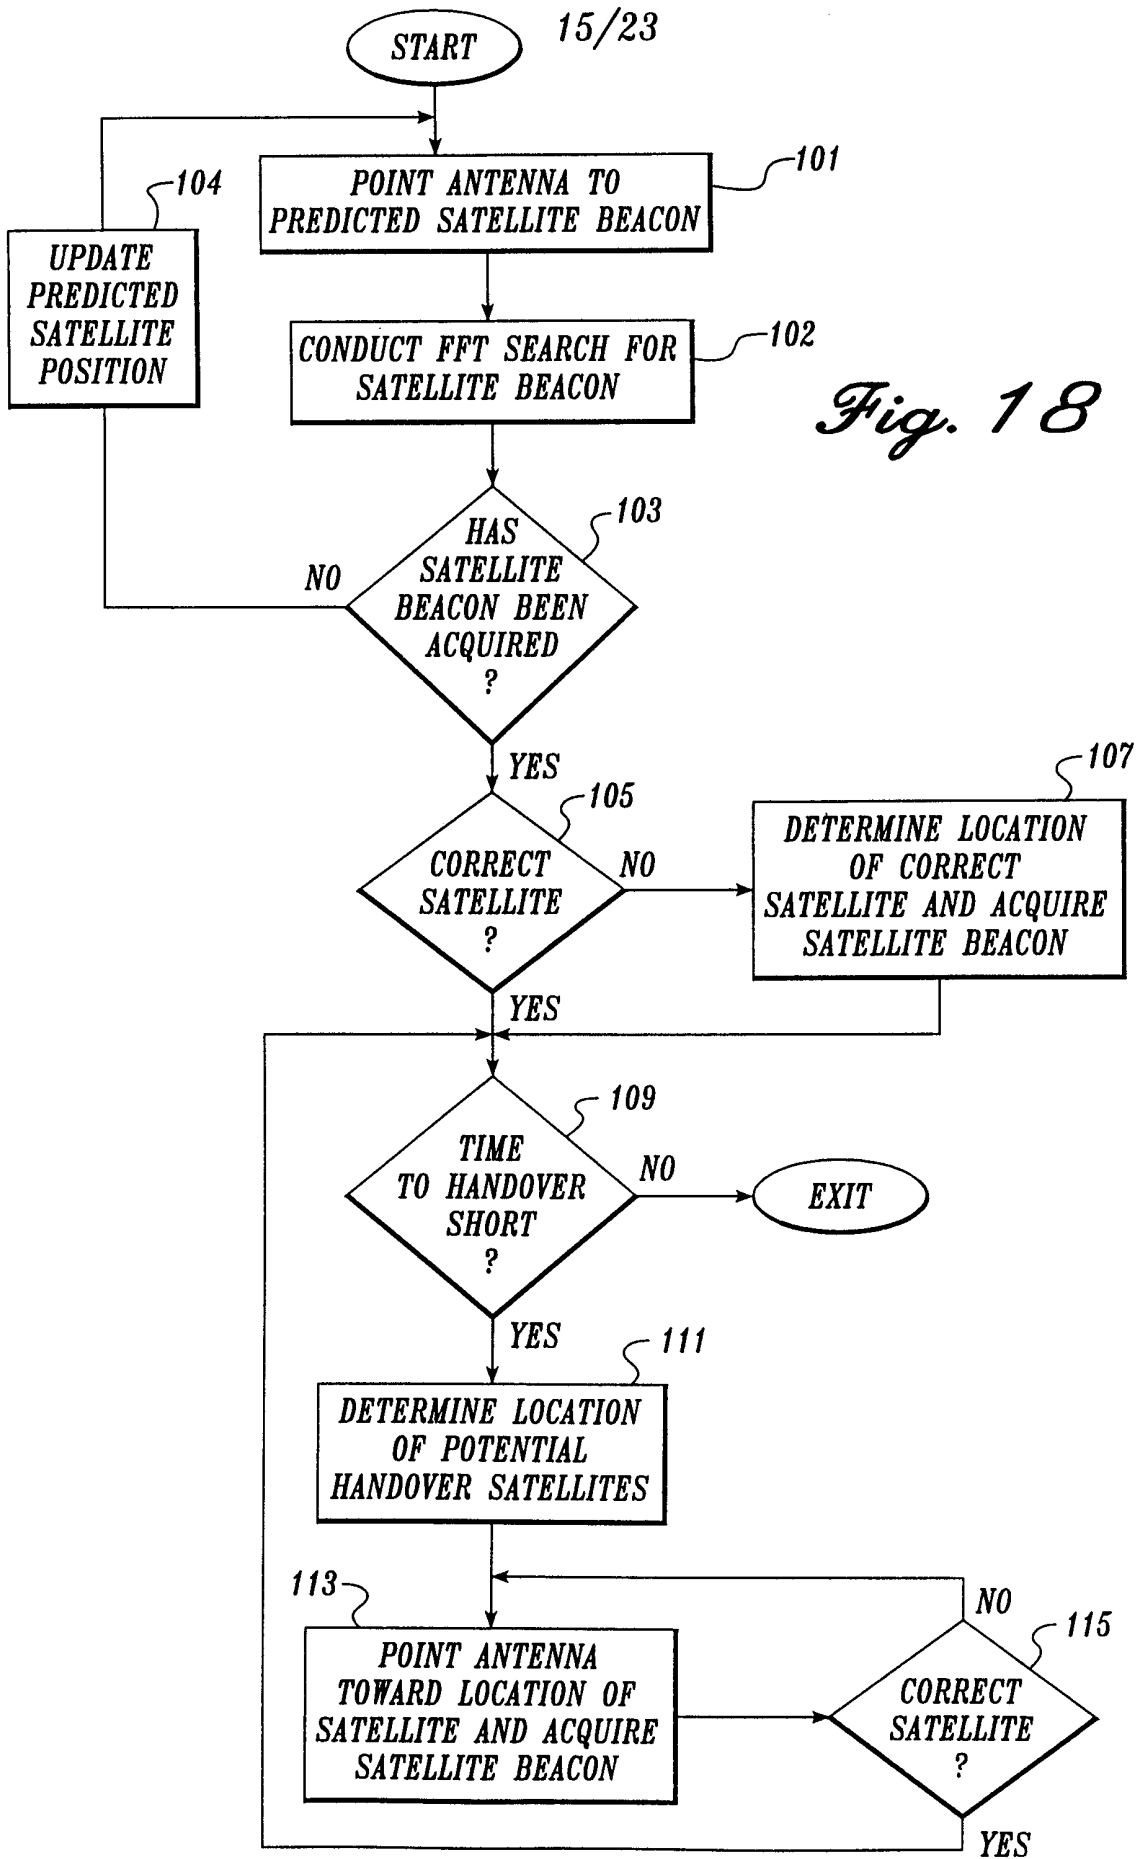 15/23
START
101
POINT ANTENNA TO
PREDICTED SATELLITE BEACON
104
UPDATE
PREDICTED
SATELLITE
POSITION
102
CONDUCT FFT SEARCH FOR
SATELLITE BEACON
Fig. 18
103
HAS
SATELLITE
BEACON BEEN
ACQUIRED
?
NO
YES
105
CORRECT
SATELLITE
?
NO
107
DETERMINE LOCATION
OF CORRECT
SATELLITE AND ACQUIRE
SATELLITE BEACON
YES
109
TIME
TO HANDOVER
SHORT
?
NO
EXIT
YES
111
DETERMINE LOCATION
OF POTENTIAL
HANDOVER SATELLITES
113
POINT ANTENNA
TOWARD LOCATION OF
SATELLITE AND ACQUIRE
SATELLITE BEACON
NO
115
CORRECT
SATELLITE
?
YES